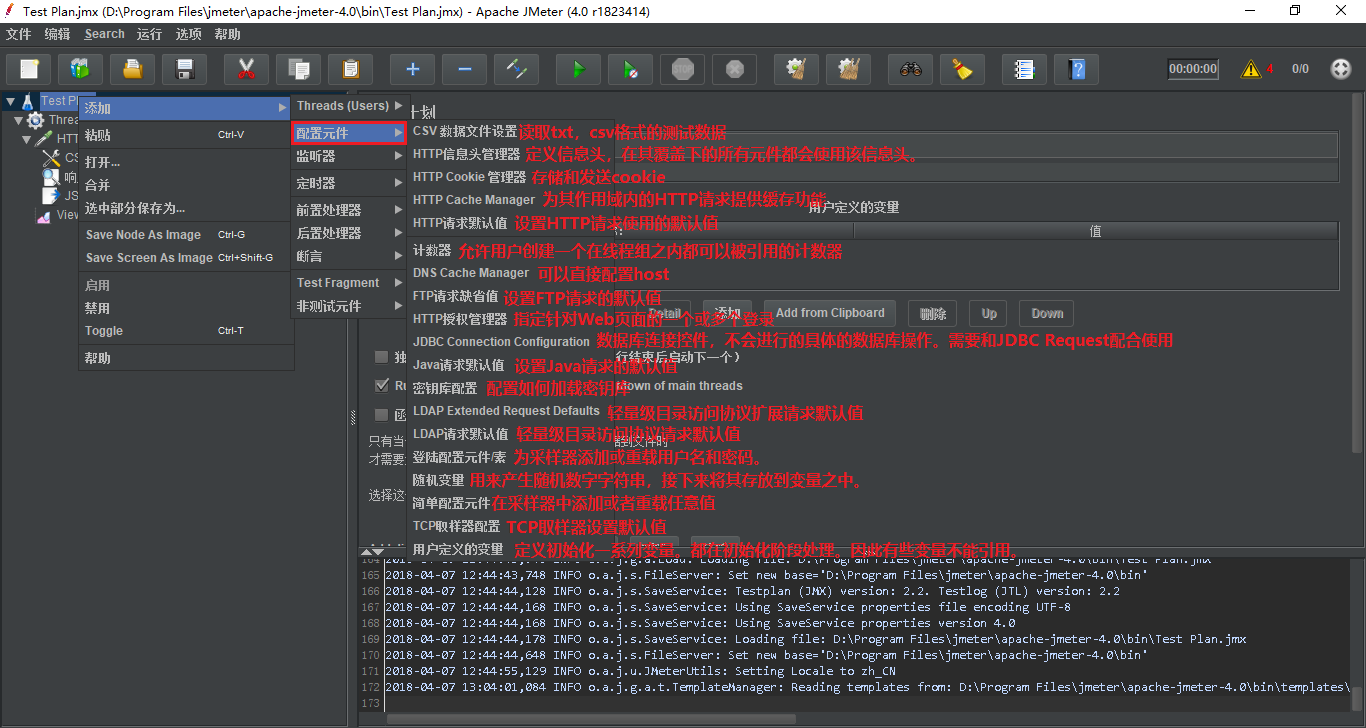 Test Plan.jmx (D:\Program Files\jmeter\apache-jmeter-4.0\bin\Test Plan.jmx) - Apache JMeter (4.0 r1823414)
文件 编辑 Search 运行 选项 帮助
STOP
00:00:00 4 0/0
Test Pl
Threa
HTT
CS
响
JS
View
添加
粘贴 Ctrl-V
打开...
合并
选中部分保存为...
Save Node As Image Ctrl-G
Save Screen As Image Ctrl+Shift-G
启用
禁用
Toggle Ctrl-T
帮助
Threads (Users)
配置元件
监听器
定时器
前置处理器
后置处理器
断言
Test Fragment
非测试元件
计划
CSV 数据文件设置 读取txt，csv格式的测试数据
HTTP信息头管理器 定义信息头，在其覆盖下的所有元件都会使用该信息头。
HTTP Cookie 管理器 存储和发送cookie
HTTP Cache Manager 为其作用域内的HTTP请求提供缓存功能
用户定义的变量
HTTP请求默认值 设置HTTP请求使用的默认值
值
计数器 允许用户创建一个在线程组之内都可以被引用的计数器
DNS Cache Manager 可以直接配置host
FTP请求缺省值 设置FTP请求的默认值
Detail 添加 Add from Clipboard 删除 Up Down
HTTP授权管理器 指定针对Web页面的一个或多个登录
JDBC Connection Configuration 数据库连接控件，不会进行的具体的数据库操作。需要和JDBC Request配合使用
独
行结束后启动下一个）
Java请求默认值 设置Java请求的默认值
Ru
down of main threads
密钥库配置 配置如何加载密钥库
LDAP Extended Request Defaults 轻量级目录访问协议扩展请求默认值
函
LDAP请求默认值 轻量级目录访问协议请求默认值
只有当
到文件的
才需要
登陆配置元件/素 为采样器添加或重载用户名和密码。
随机变量 用来产生随机数字字符串，接下来将其存放到变量之中。
选择这
简单配置元件 在采样器中添加或者重载任意值
TCP取样器配置 TCP取样器设置默认值
用户定义的变量 定义初始化一系列变量。都在初始化阶段处理。因此有些变量不能引用。
165 2018-04-07 12:44:43,748 INFO o.a.j.s.FileServer: Set new base='D:\Program Files\jmeter\apache-jmeter-4.0\bin'
166 2018-04-07 12:44:44,128 INFO o.a.j.s.SaveService: Testplan (JMX) version: 2.2. Testlog (JTL) version: 2.2
167 2018-04-07 12:44:44,168 INFO o.a.j.s.SaveService: Using SaveService properties file encoding UTF-8
168 2018-04-07 12:44:44,168 INFO o.a.j.s.SaveService: Using SaveService properties version 4.0
169 2018-04-07 12:44:44,178 INFO o.a.j.s.SaveService: Loading file: D:\Program Files\jmeter\apache-jmeter-4.0\bin\Test Plan.jmx
170 2018-04-07 12:44:44,648 INFO o.a.j.s.FileServer: Set new base='D:\Program Files\jmeter\apache-jmeter-4.0\bin'
171 2018-04-07 12:44:55,129 INFO o.a.j.u.JMeterUtils: Setting Locale to zh_CN
172 2018-04-07 13:04:01,084 INFO o.a.j.g.a.t.TemplateManager: Reading templates from: D:\Program Files\jmeter\apache-jmeter-4.0\bin\templates\
173